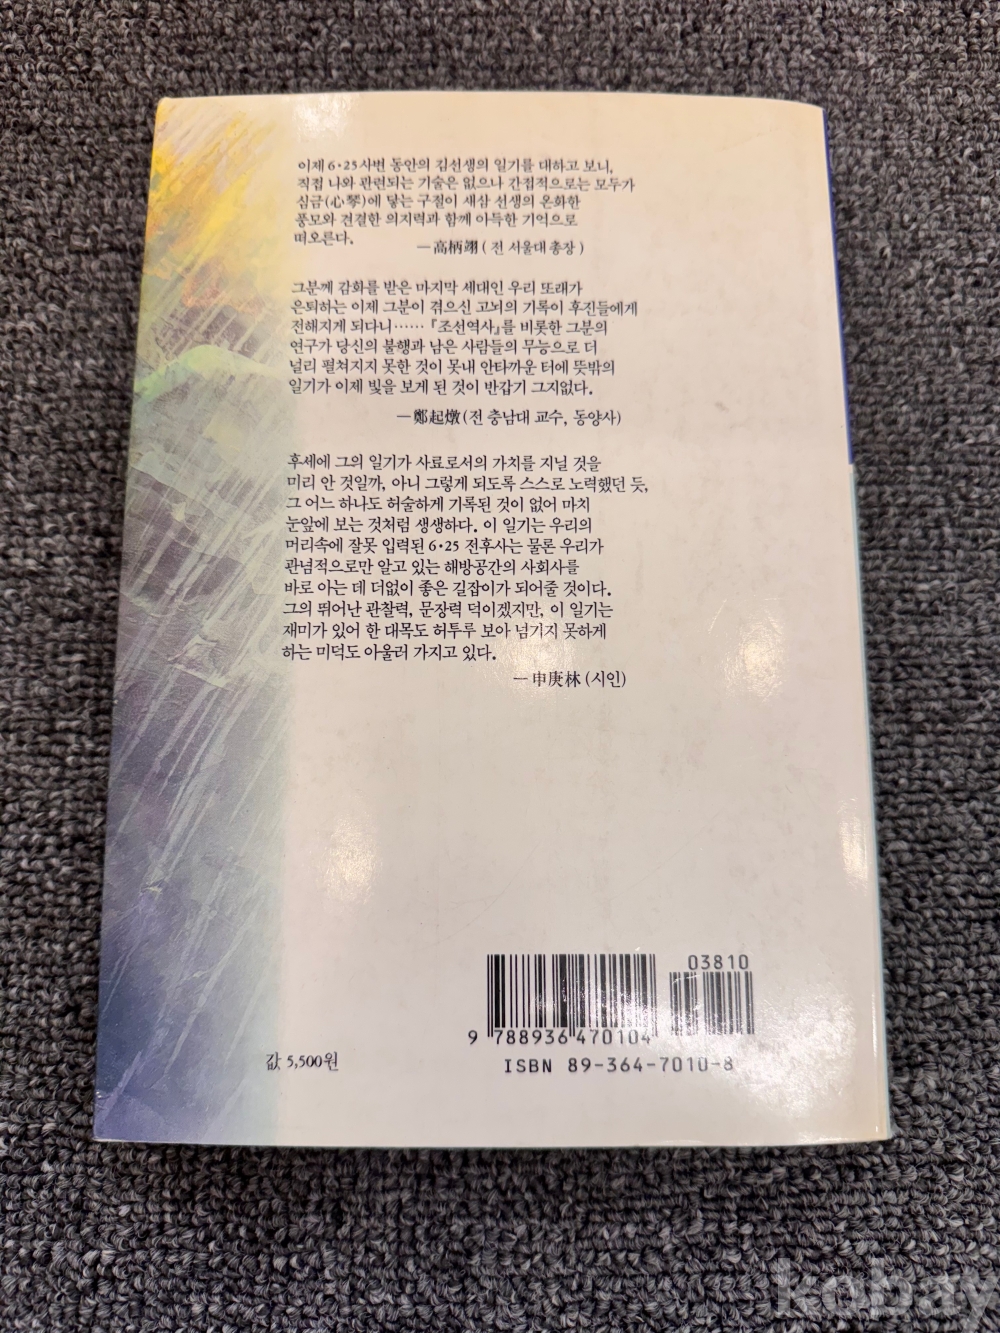 이제 6·25사변 동안의 김선생의 일기를 대하고 보니,
직접 나와 관련되는 기술은 없으나 간접적으로는 모두가
심금(心琴)에 닿는 구절이 새삼 선생의 온화한
풍모와 견결한 의지력과 함께 아득한 기억으로
떠오른다.
─高柄翊 (전 서울대 총장)
그분께 감화를 받은 마지막 세대인 우리 또래가
은퇴하는 이제 그분이 겪으신 고뇌의 기록이 후진들에게
전해지게 되다니…… 『조선역사』를 비롯한 그분의
연구가 당신의 불행과 남은 사람들의 무능으로 더
널리 펼쳐지지 못한 것이 못내 안타까운 터에 뜻밖의
일기가 이제 빛을 보게 된 것이 반갑기 그지없다.
─鄭起燉(전 충남대 교수, 동양사)
후세에 그의 일기가 사료로서의 가치를 지닐 것을
미리 안 것일까, 아니 그렇게 되도록 스스로 노력했던 듯,
그 어느 하나도 허술하게 기록된 것이 없어 마치
눈앞에 보는 것처럼 생생하다. 이 일기는 우리의
머리속에 잘못 입력된 6·25 전후사는 물론 우리가
관념적으로만 알고 있는 해방공간의 사회사를
바로 아는 데 더없이 좋은 길잡이가 되어줄 것이다.
그의 뛰어난 관찰력, 문장력 덕이겠지만, 이 일기는
재미가 있어 한 대목도 허투루 보아 넘기지 못하게
하는 미덕도 아울러 가지고 있다.
─申庚林 (시인)
03810
9 788936 470104
ISBN 89-364-7010-8
값 5,500원
kobay